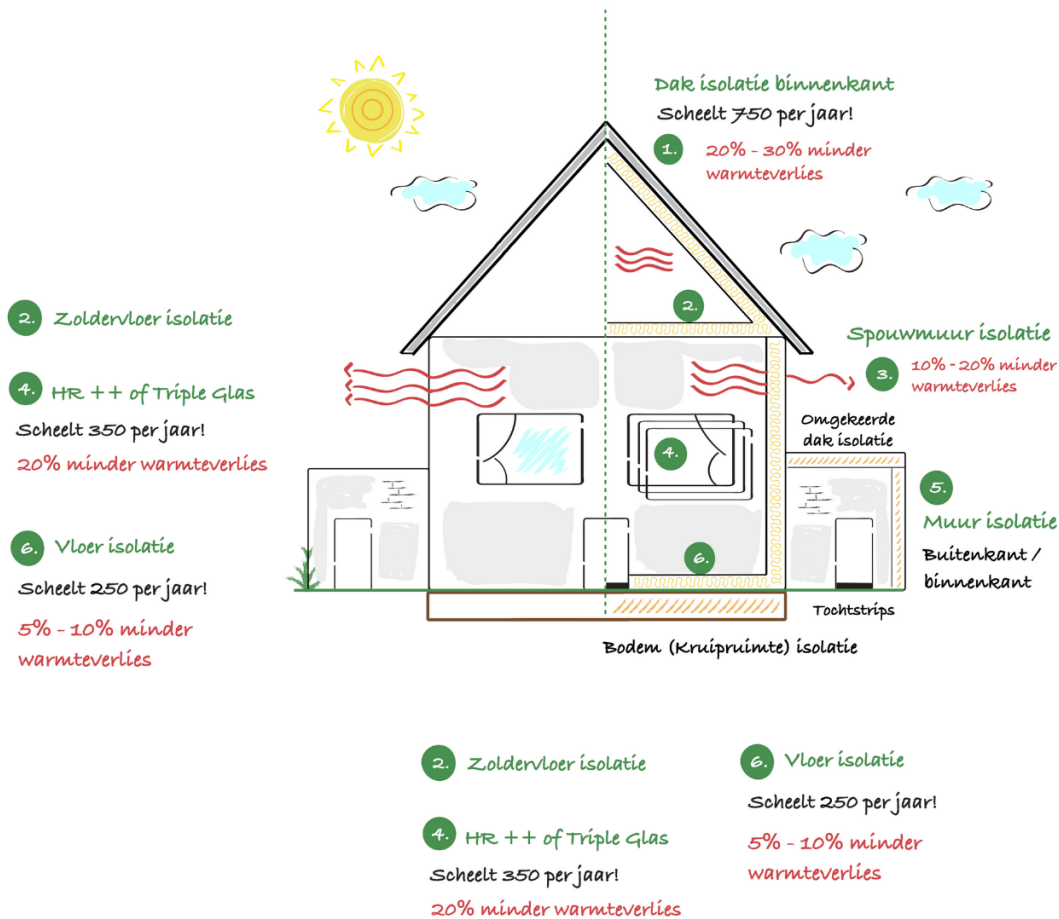 Dak isolatie binnenkant
Scheelt 750 per jaar!
1. 20% - 30% minder
warmteverlies
2.
2. Zoldervloer isolatie
Spouwmuur isolatie
3. 10% - 20% minder
warmteverlies
4. HR ++ of Triple Glas
Scheelt 350 per jaar!
20% minder warmteverlies
Omgekeerde
dak isolatie
4.
5.
Muur isolatie
Buitenkant /
binnenkant
6. Vloer isolatie
Scheelt 250 per jaar!
5% - 10% minder
warmteverlies
6.
Tochtstrips
Bodem (Kruipruimte) isolatie
2. Zoldervloer isolatie
4. HR ++ of Triple Glas
Scheelt 350 per jaar!
20% minder warmteverlies
6. Vloer isolatie
Scheelt 250 per jaar!
5% - 10% minder
warmteverlies